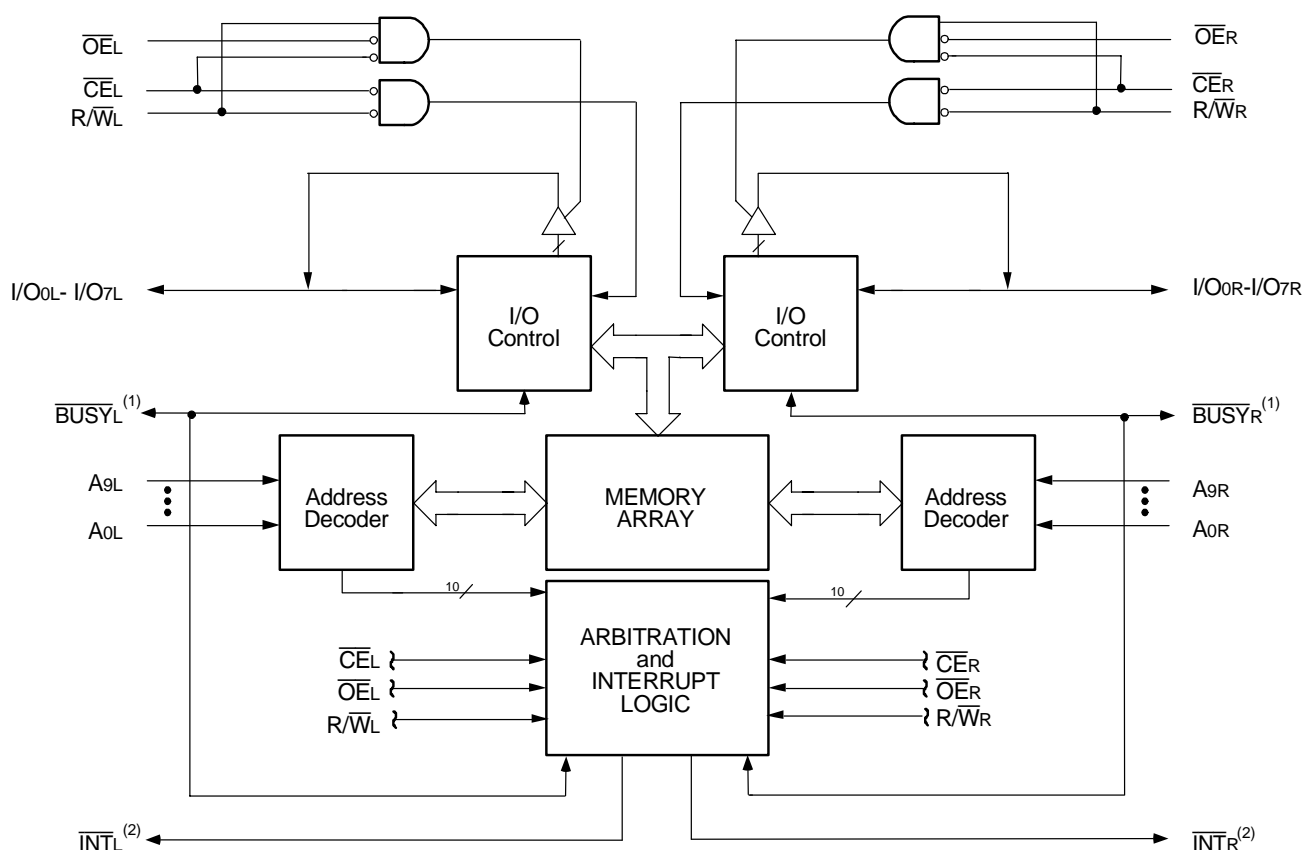 OEL
OER
CEL
CER
R/WL
R/WR
I/O0L- I/O7L
I/O
Control
I/O
Control
I/O0R-I/O7R
BUSYL(1)
BUSYR(1)
A9L
A0L
Address
Decoder
MEMORY
ARRAY
Address
Decoder
A9R
A0R
10
10
ARBITRATION
and
INTERRUPT
LOGIC
CEL
OEL
R/WL
CER
OER
R/WR
INTL(2)
INTR(2)